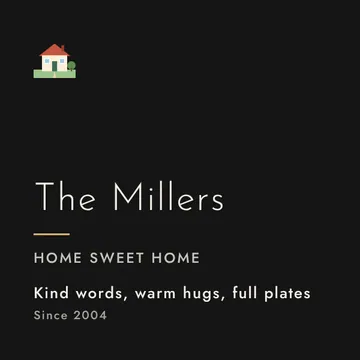 The Millers
HOME SWEET HOME
Kind words, warm hugs, full plates
Since 2004